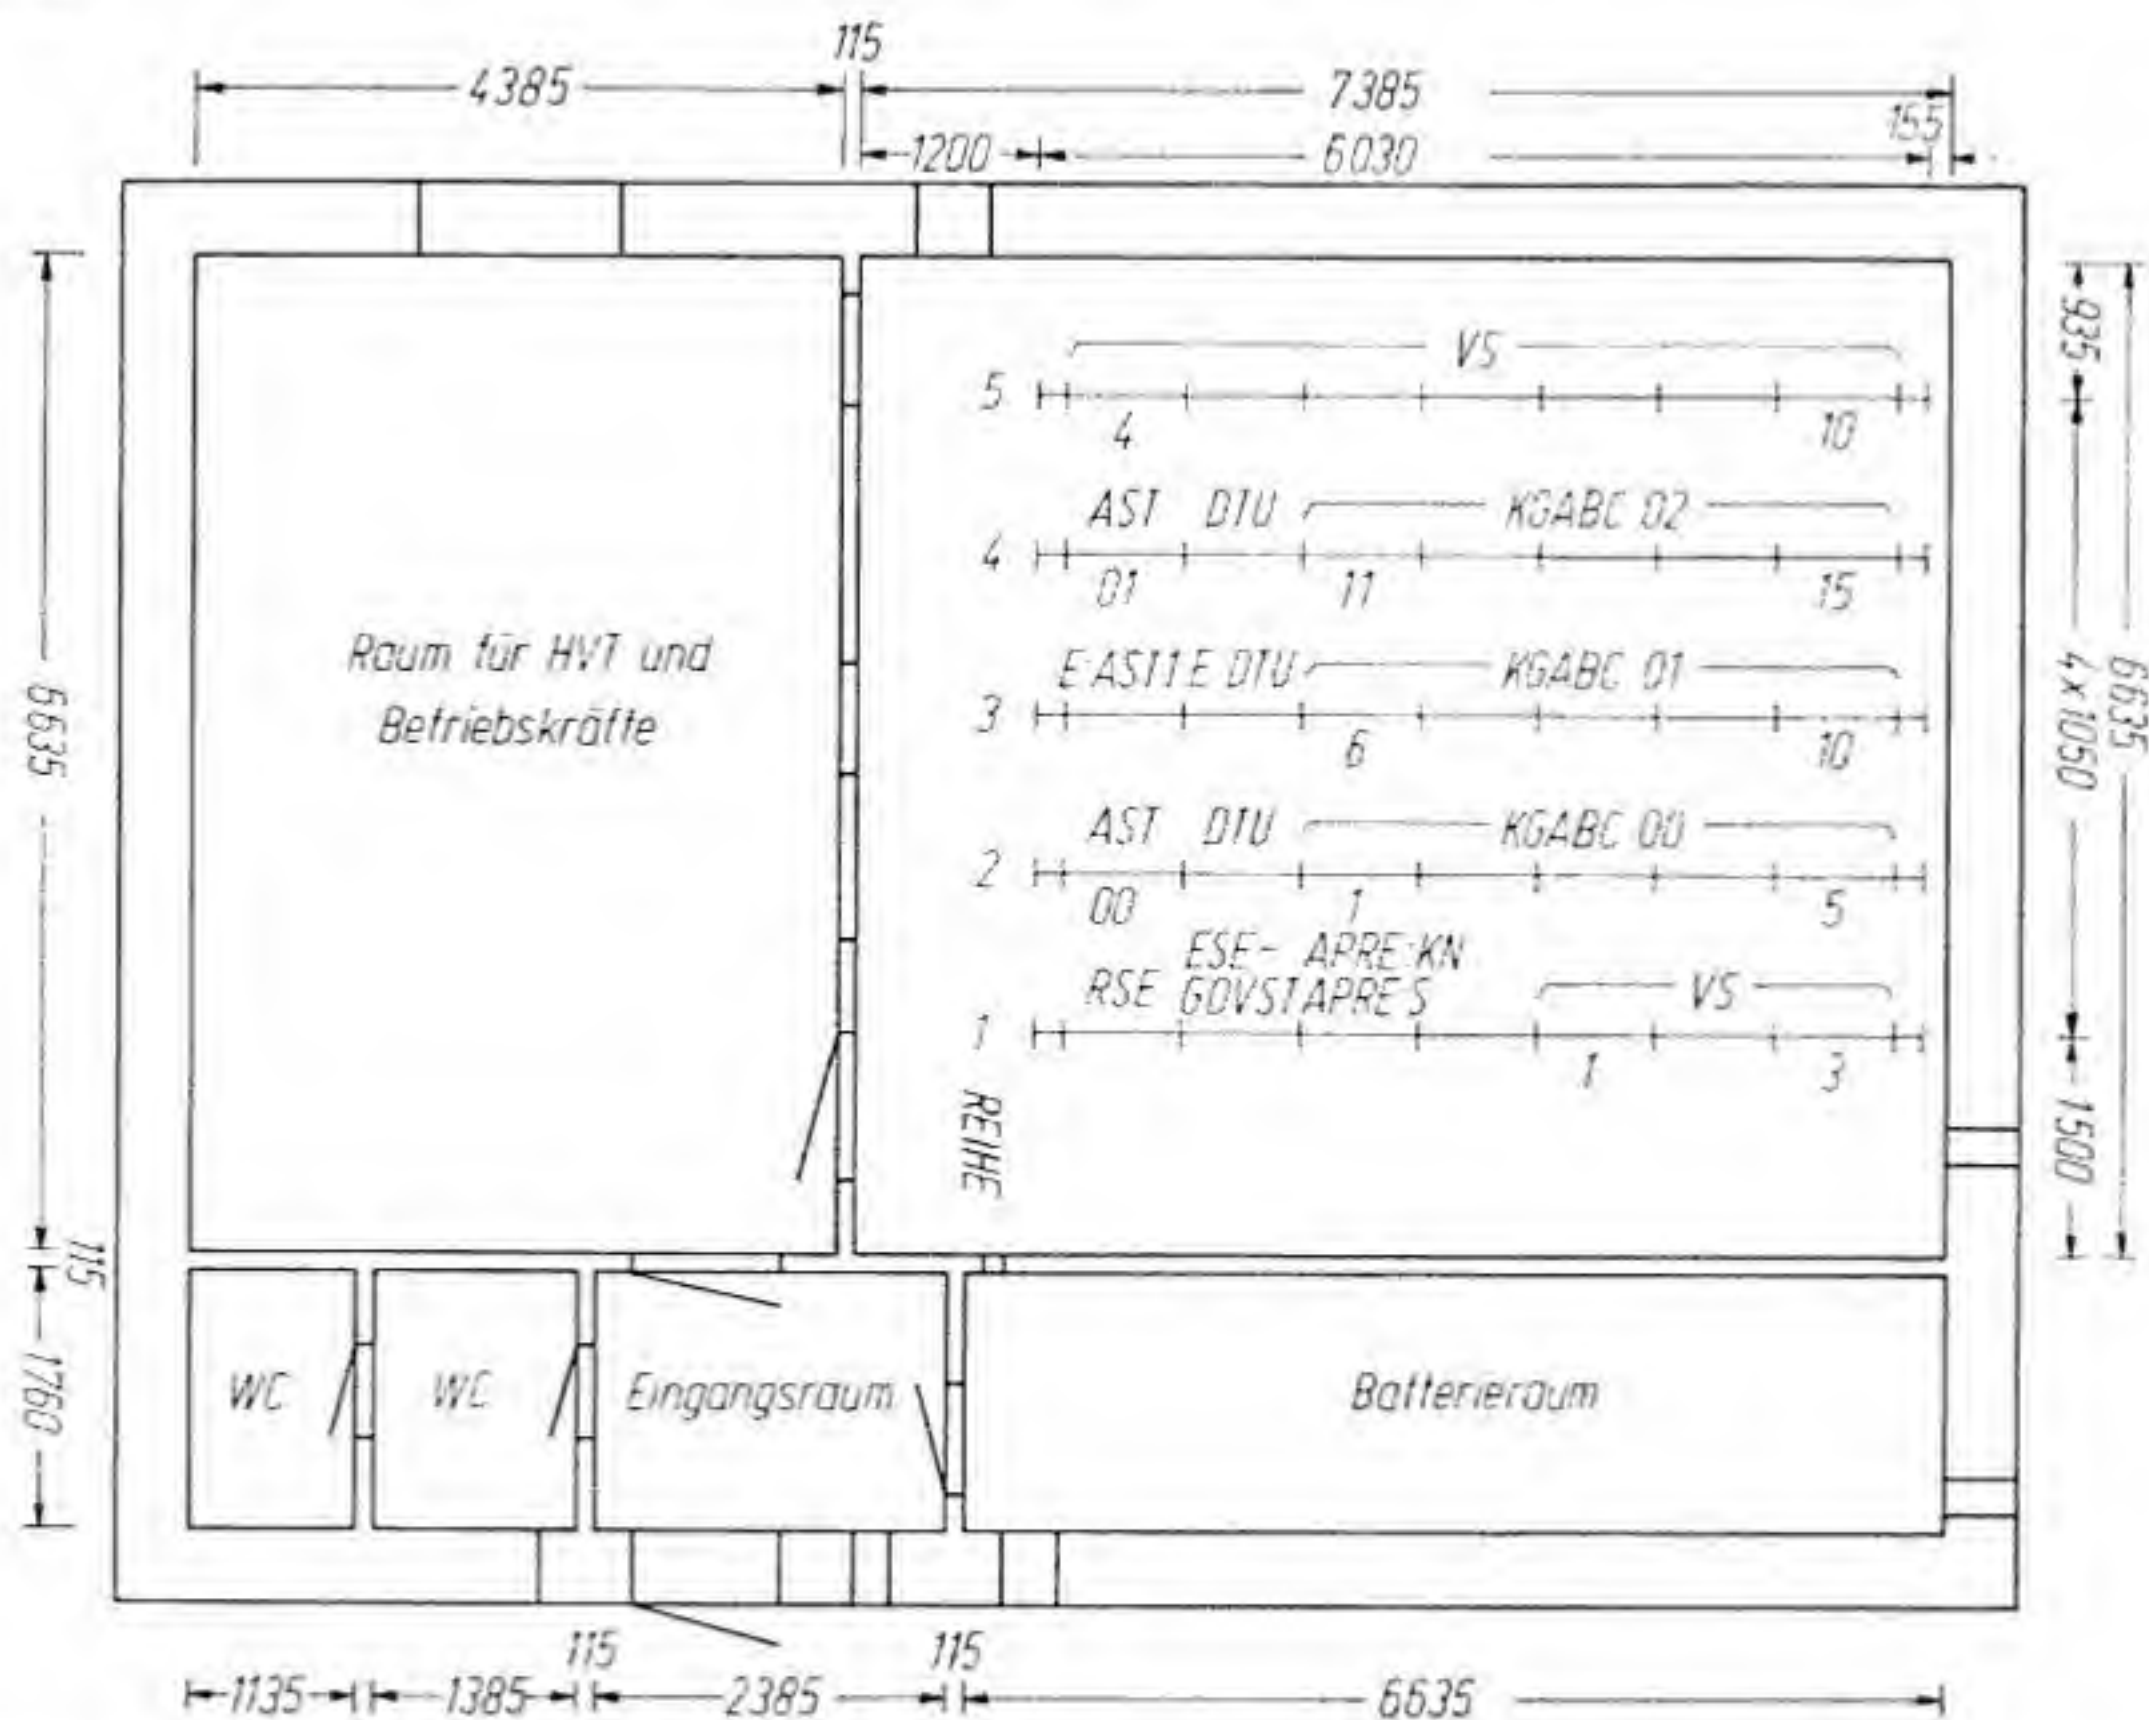 115
4385
7385
155
1200
6030
VS
5
4
10
AST DTU KGABC 02
4
01
11
15
E:AST1 E DTU KGABC 01
3
6
10
AST DTU KGABC 00
2
00
1
5
ESE- APRE:KN
RSE GDVST APRE S VS
1
1
3
REIHE
Raum für HVT und
Betriebskräfte
6635
115
1760
935
4x1050
6635
1500
WC
WC
Eingangsraum
Batterieraum
115
115
1135
1385
2385
6635